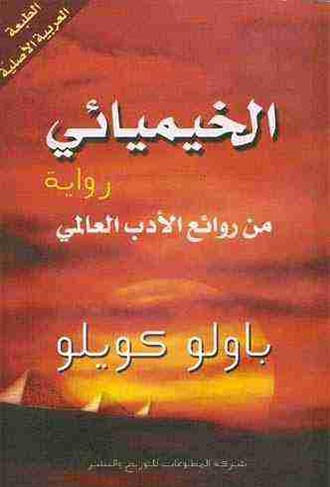 الطبعة
العربية الأصلية
الخيميائي
رواية
من روائع الأدب العالمي
باولو كويلو
شركة المطبوعات للتوزيع والنشر